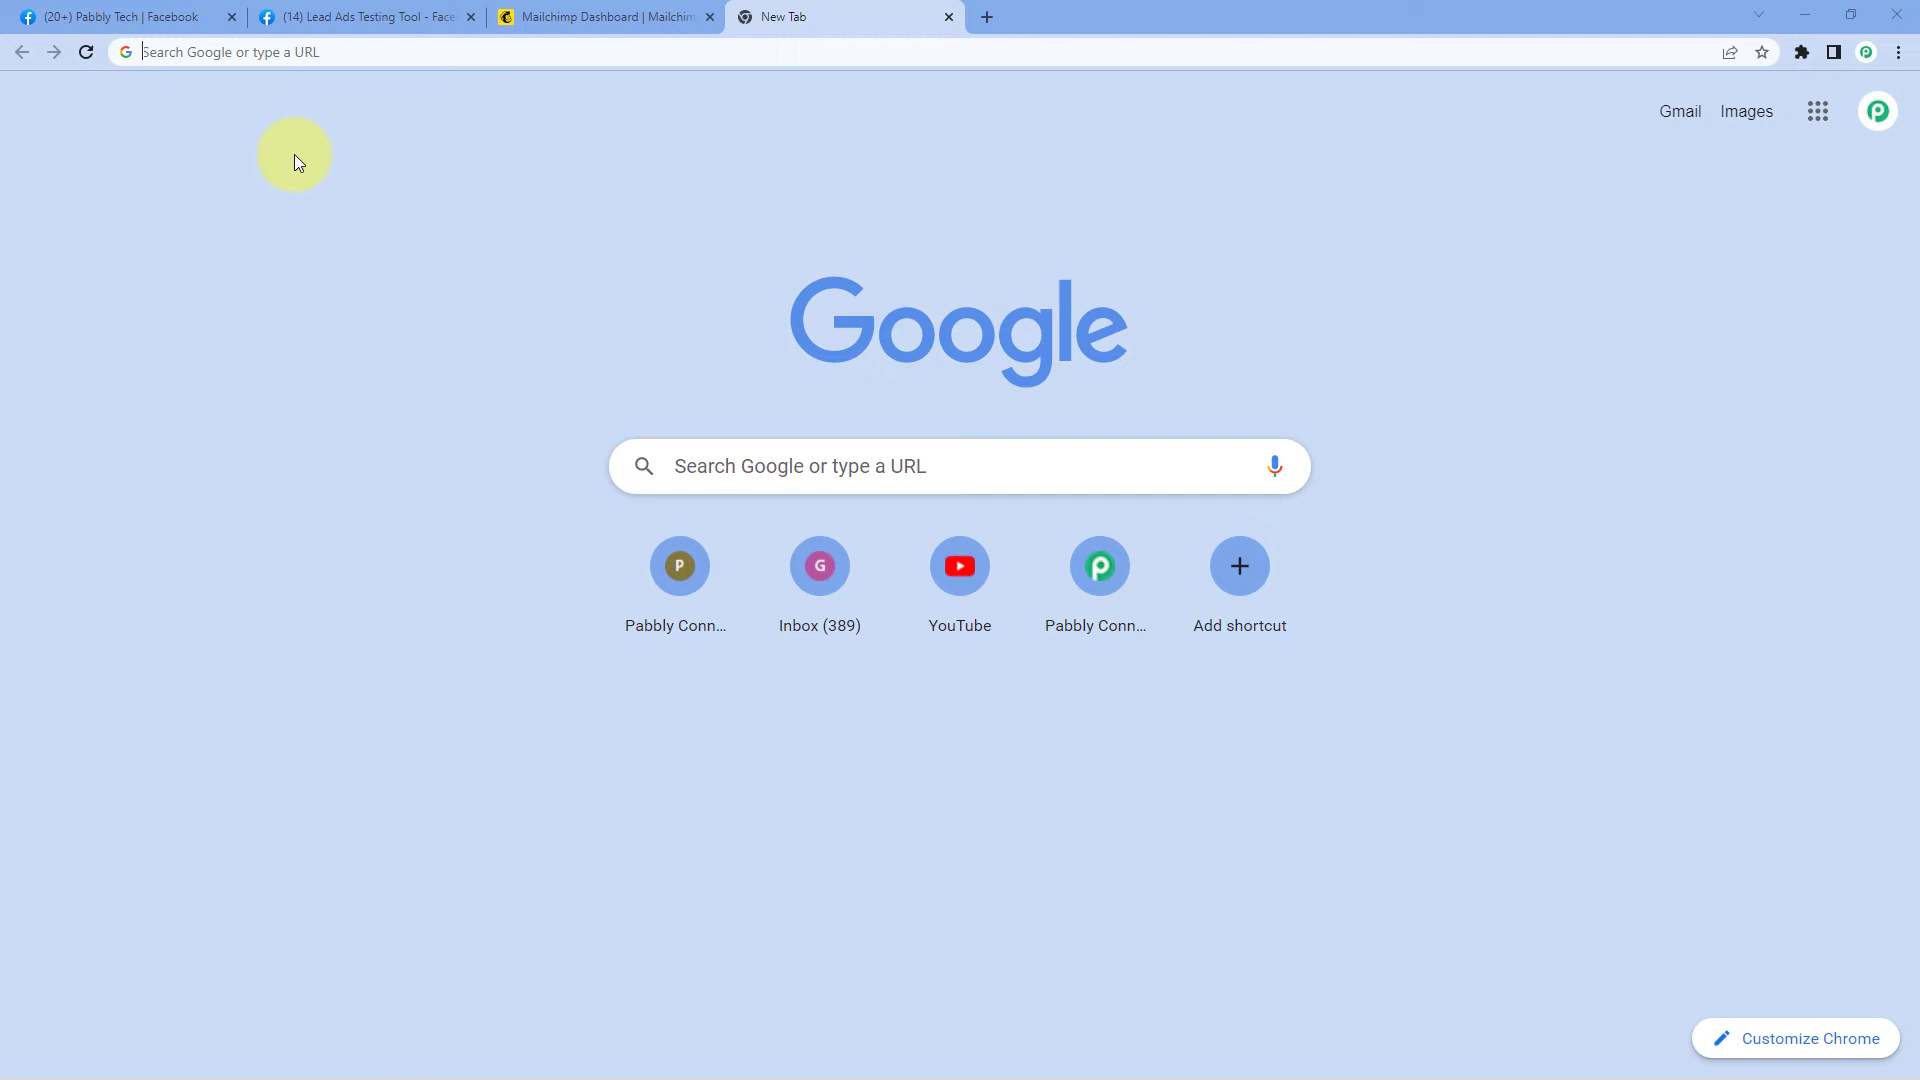 (20+) Pabbly Tech | Facebook
(14) Lead Ads Testing Tool - Face
Mailchimp Dashboard | Mailchim
New Tab
Search Google or type a URL
Gmail
Images
Google
Search Google or type a URL
P
G
Pabbly Conn...
Inbox (389)
YouTube
Pabbly Conn...
Add shortcut
Customize Chrome